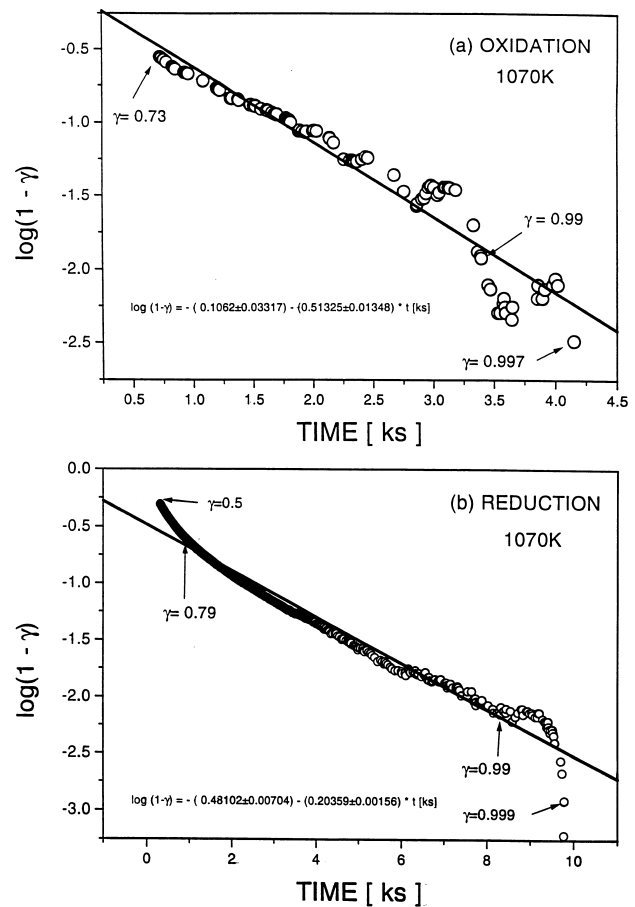 (a) OXIDATION
1070K
-0.5
-1.0
-1.5
-2.0
-2.5
log(1 - γ)
γ= 0.73
γ = 0.99
γ= 0.997
log (1-γ) = - ( 0.1062±0.03317) - (0.51325±0.01348) * t [ks]
0.5 1.0 1.5 2.0 2.5 3.0 3.5 4.0 4.5
TIME [ ks ]
(b) REDUCTION
1070K
0.0
-0.5
-1.0
-1.5
-2.0
-2.5
-3.0
log(1 - γ)
γ=0.5
γ= 0.79
γ=0.99
γ=0.999
log (1-γ) = - ( 0.48102±0.00704) - (0.20359±0.00156) * t [ks]
0 2 4 6 8 10
TIME [ ks ]